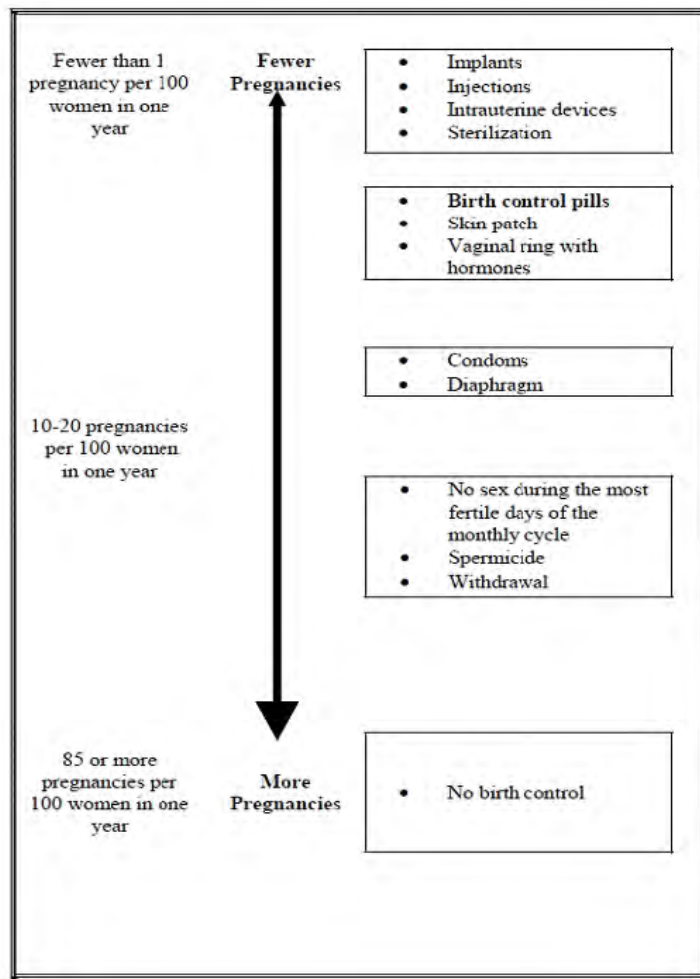 Fewer than 1
pregnancy per 100
women in one
year
Fewer
Pregnancies
• Implants
• Injections
• Intrauterine devices
• Sterilization
• Birth control pills
• Skin patch
• Vaginal ring with
hormones
• Condoms
• Diaphragm
10-20 pregnancies
per 100 women
in one year
• No sex during the most
fertile days of the
monthly cycle
• Spermicide
• Withdrawal
85 or more
pregnancies per
100 women in one
year
More
Pregnancies
• No birth control